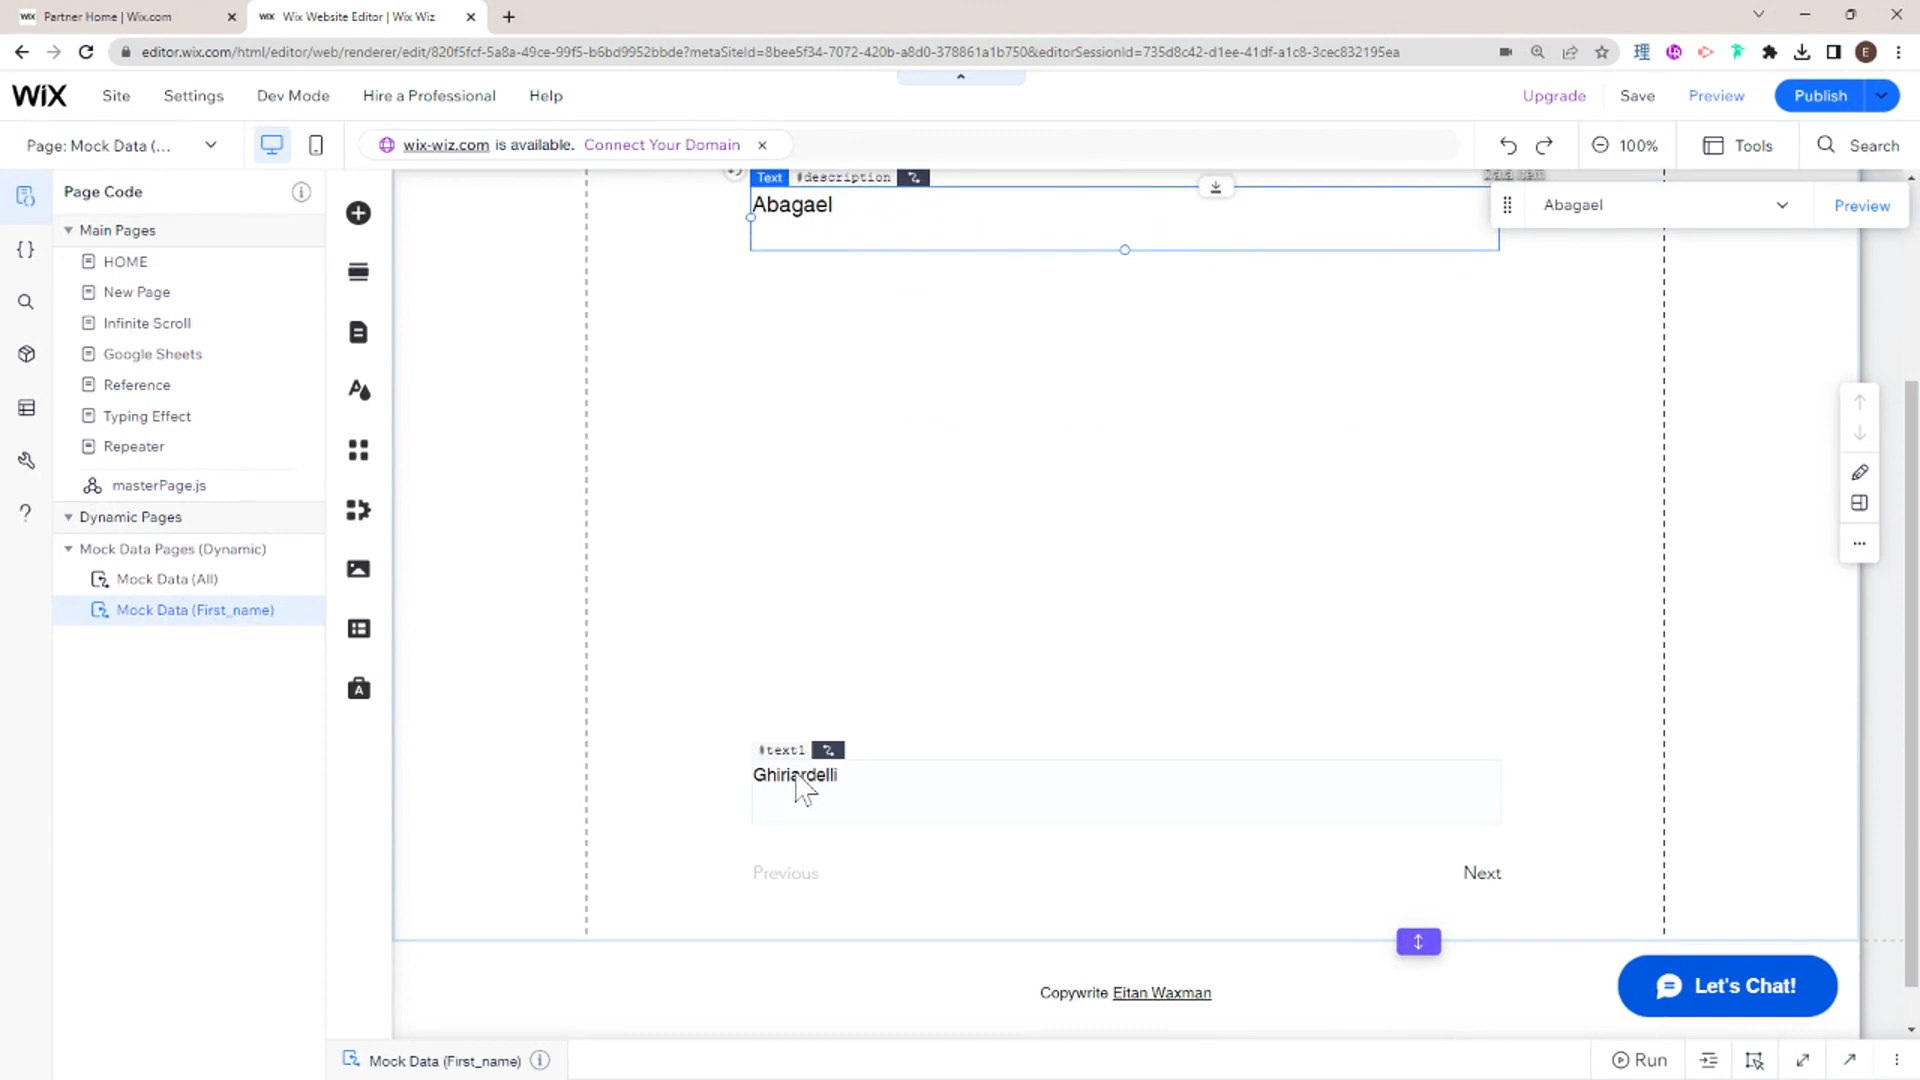 Partner Home | Wix.com
Wix Website Editor | Wix Wiz
editor.wix.com/html/editor/web/renderer/edit/820f5fcf-5a8a-49ce-99f5-b6bd9952bbde?metaSiteId=8bee5f34-7072-420b-a8d0-378861a1b750&editorSessionId=735d8c42-d1ee-41df-a1c8-3cec832195ea
E
WiX
Site
Settings
Dev Mode
Hire a Professional
Help
Upgrade
Save
Preview
Publish
Page: Mock Data (...
wix-wiz.com is available. Connect Your Domain
100%
Tools
Search
Page Code
Main Pages
HOME
New Page
Infinite Scroll
Google Sheets
Reference
Typing Effect
Repeater
masterPage.js
Dynamic Pages
Mock Data Pages (Dynamic)
Mock Data (All)
Mock Data (First_name)
Text #description
Abagael
Data Item
Abagael
Preview
#text1
Ghiriardelli
Previous
Next
Copywrite Eitan Waxman
Let's Chat!
Mock Data (First_name)
Run